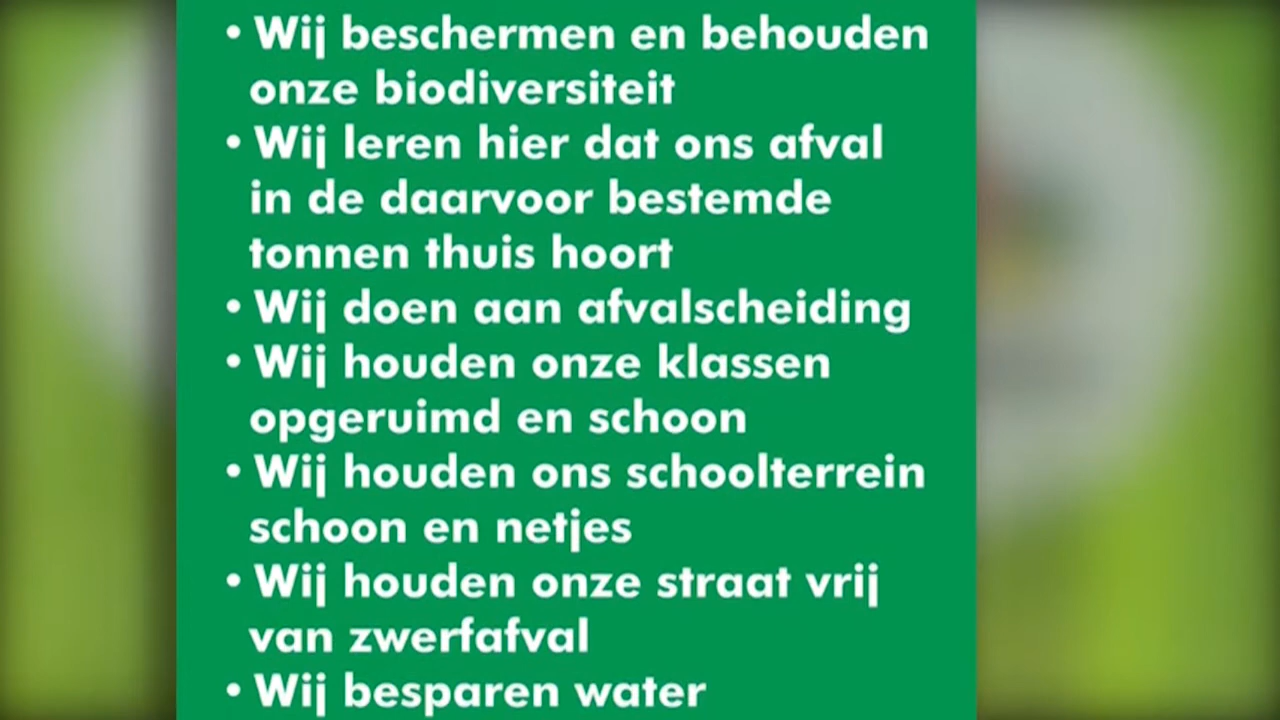 • Wij beschermen en behouden
onze biodiversiteit
• Wij leren hier dat ons afval
in de daarvoor bestemde
tonnen thuis hoort
• Wij doen aan afvalscheiding
• Wij houden onze klassen
opgeruimd en schoon
• Wij houden ons schoolterrein
schoon en netjes
• Wij houden onze straat vrij
van zwerfafval
• Wij besparen water